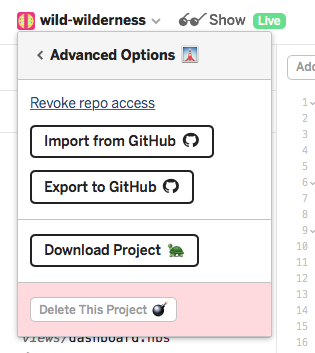 wild-wilderness Show Live
Advanced Options
Add
Revoke repo access
Import from GitHub
Export to GitHub
Download Project
Delete This Project
views/dashboard.hbs
1
2
3
4
5
6
7
8
9
10
11
12
13
14
15
16